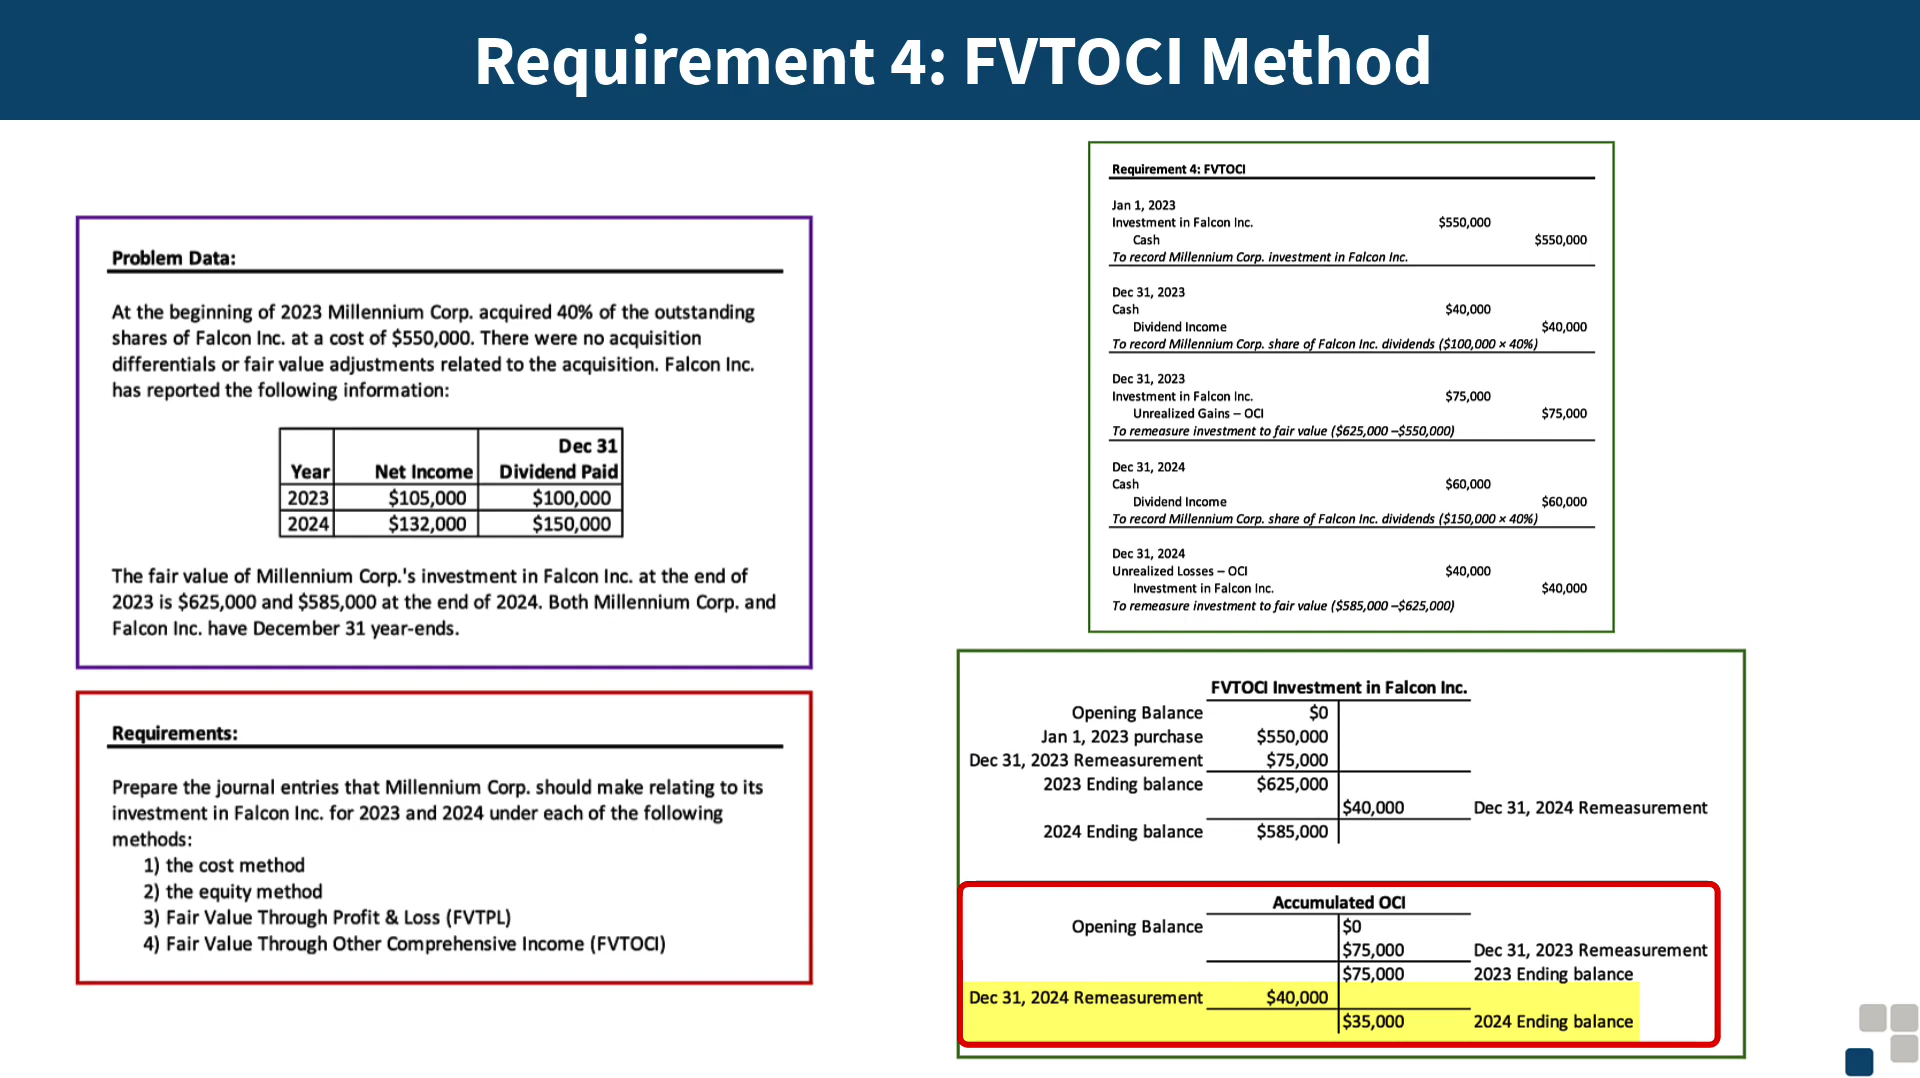 Requirement 4: FVTOCI Method
Problem Data:
At the beginning of 2023 Millennium Corp. acquired 40% of the outstanding
shares of Falcon Inc. at a cost of $550,000. There were no acquisition
differentials or fair value adjustments related to the acquisition. Falcon Inc.
has reported the following information:
Dec 31
Year Net Income Dividend Paid
2023 $105,000 $100,000
2024 $132,000 $150,000
The fair value of Millennium Corp.'s investment in Falcon Inc. at the end of
2023 is $625,000 and $585,000 at the end of 2024. Both Millennium Corp. and
Falcon Inc. have December 31 year-ends.
Requirements:
Prepare the journal entries that Millennium Corp. should make relating to its
investment in Falcon Inc. for 2023 and 2024 under each of the following
methods:
1) the cost method
2) the equity method
3) Fair Value Through Profit & Loss (FVTPL)
4) Fair Value Through Other Comprehensive Income (FVTOCI)
Requirement 4: FVTOCI
Jan 1, 2023
Investment in Falcon Inc. $550,000
Cash $550,000
To record Millennium Corp. investment in Falcon Inc.
Dec 31, 2023
Cash $40,000
Dividend Income $40,000
To record Millennium Corp. share of Falcon Inc. dividends ($100,000 × 40%)
Dec 31, 2023
Investment in Falcon Inc. $75,000
Unrealized Gains – OCI $75,000
To remeasure investment to fair value ($625,000 –$550,000)
Dec 31, 2024
Cash $60,000
Dividend Income $60,000
To record Millennium Corp. share of Falcon Inc. dividends ($150,000 × 40%)
Dec 31, 2024
Unrealized Losses – OCI $40,000
Investment in Falcon Inc. $40,000
To remeasure investment to fair value ($585,000 –$625,000)
FVTOCI Investment in Falcon Inc.
Opening Balance $0
Jan 1, 2023 purchase $550,000
Dec 31, 2023 Remeasurement $75,000
2023 Ending balance $625,000
$40,000 Dec 31, 2024 Remeasurement
2024 Ending balance $585,000
Accumulated OCI
Opening Balance $0
$75,000 Dec 31, 2023 Remeasurement
$75,000 2023 Ending balance
Dec 31, 2024 Remeasurement $40,000
$35,000 2024 Ending balance